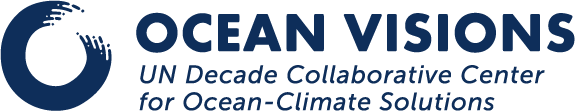 OCEAN VISIONS
UN Decade Collaborative Center
for Ocean-Climate Solutions